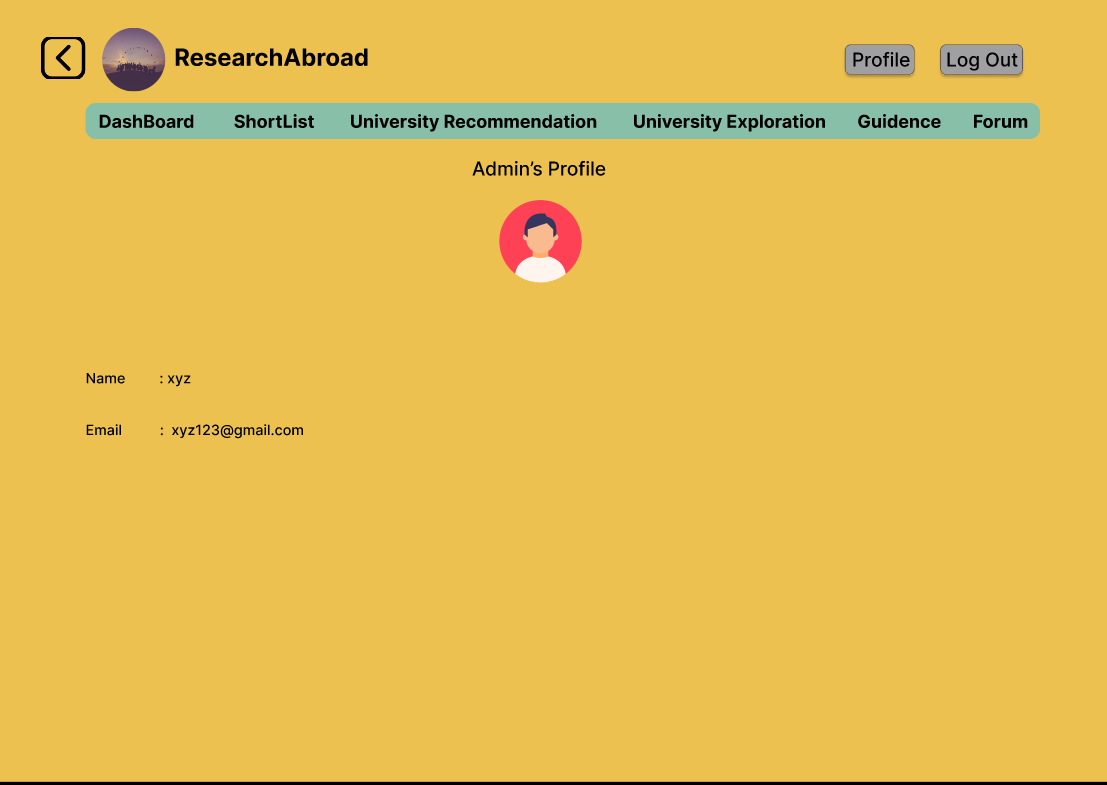 ResearchAbroad
Profile
Log Out
DashBoard ShortList University Recommendation University Exploration Guidence Forum
Admin’s Profile
Name : xyz
Email : xyz123@gmail.com